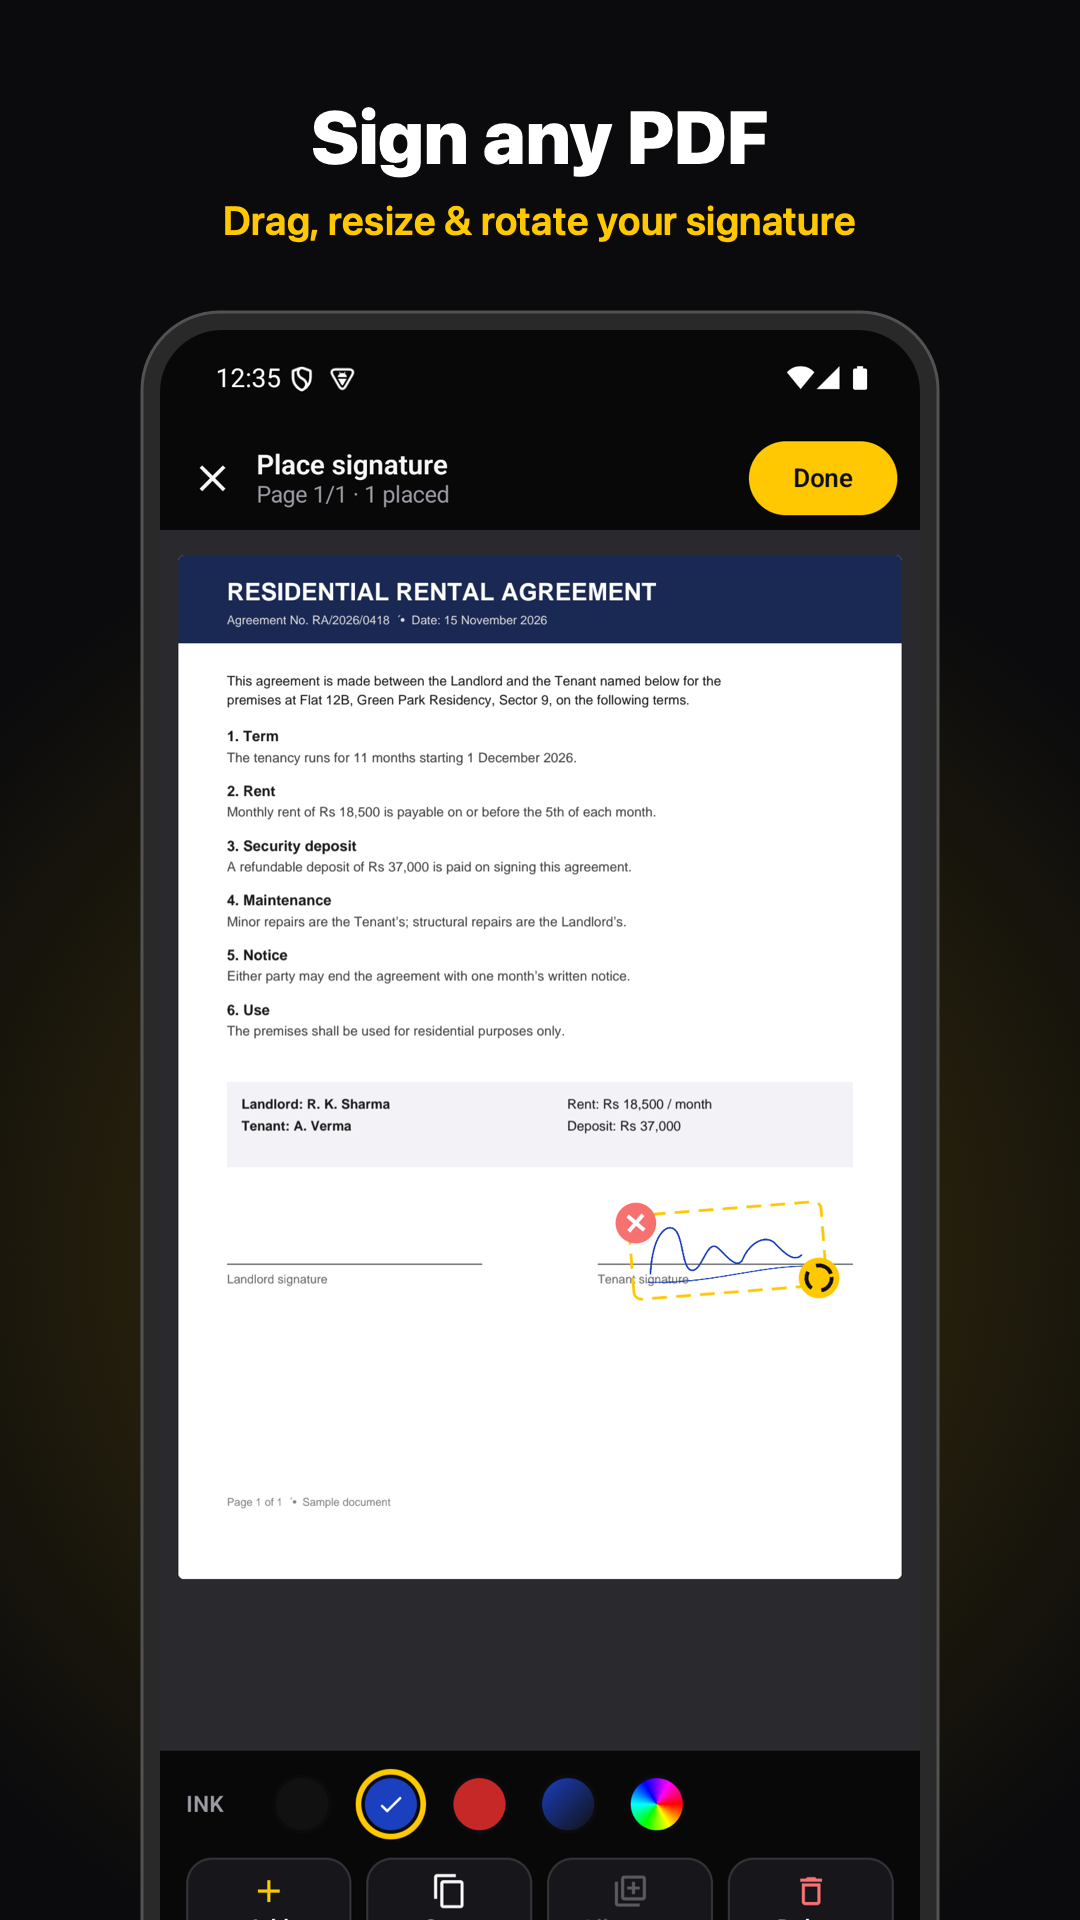 Sign any PDF
Drag, resize & rotate your signature
12:35
Place signature
Page 1/1 · 1 placed
Done
RESIDENTIAL RENTAL AGREEMENT
Agreement No. RA/2026/0418 • Date: 15 November 2026
This agreement is made between the Landlord and the Tenant named below for the
premises at Flat 12B, Green Park Residency, Sector 9, on the following terms.
1. Term
The tenancy runs for 11 months starting 1 December 2026.
2. Rent
Monthly rent of Rs 18,500 is payable on or before the 5th of each month.
3. Security deposit
A refundable deposit of Rs 37,000 is paid on signing this agreement.
4. Maintenance
Minor repairs are the Tenant's; structural repairs are the Landlord's.
5. Notice
Either party may end the agreement with one month's written notice.
6. Use
The premises shall be used for residential purposes only.
Landlord: R. K. Sharma
Rent: Rs 18,500 / month
Tenant: A. Verma
Deposit: Rs 37,000
Landlord signature
Tenant signature
Page 1 of 1 • Sample document
INK